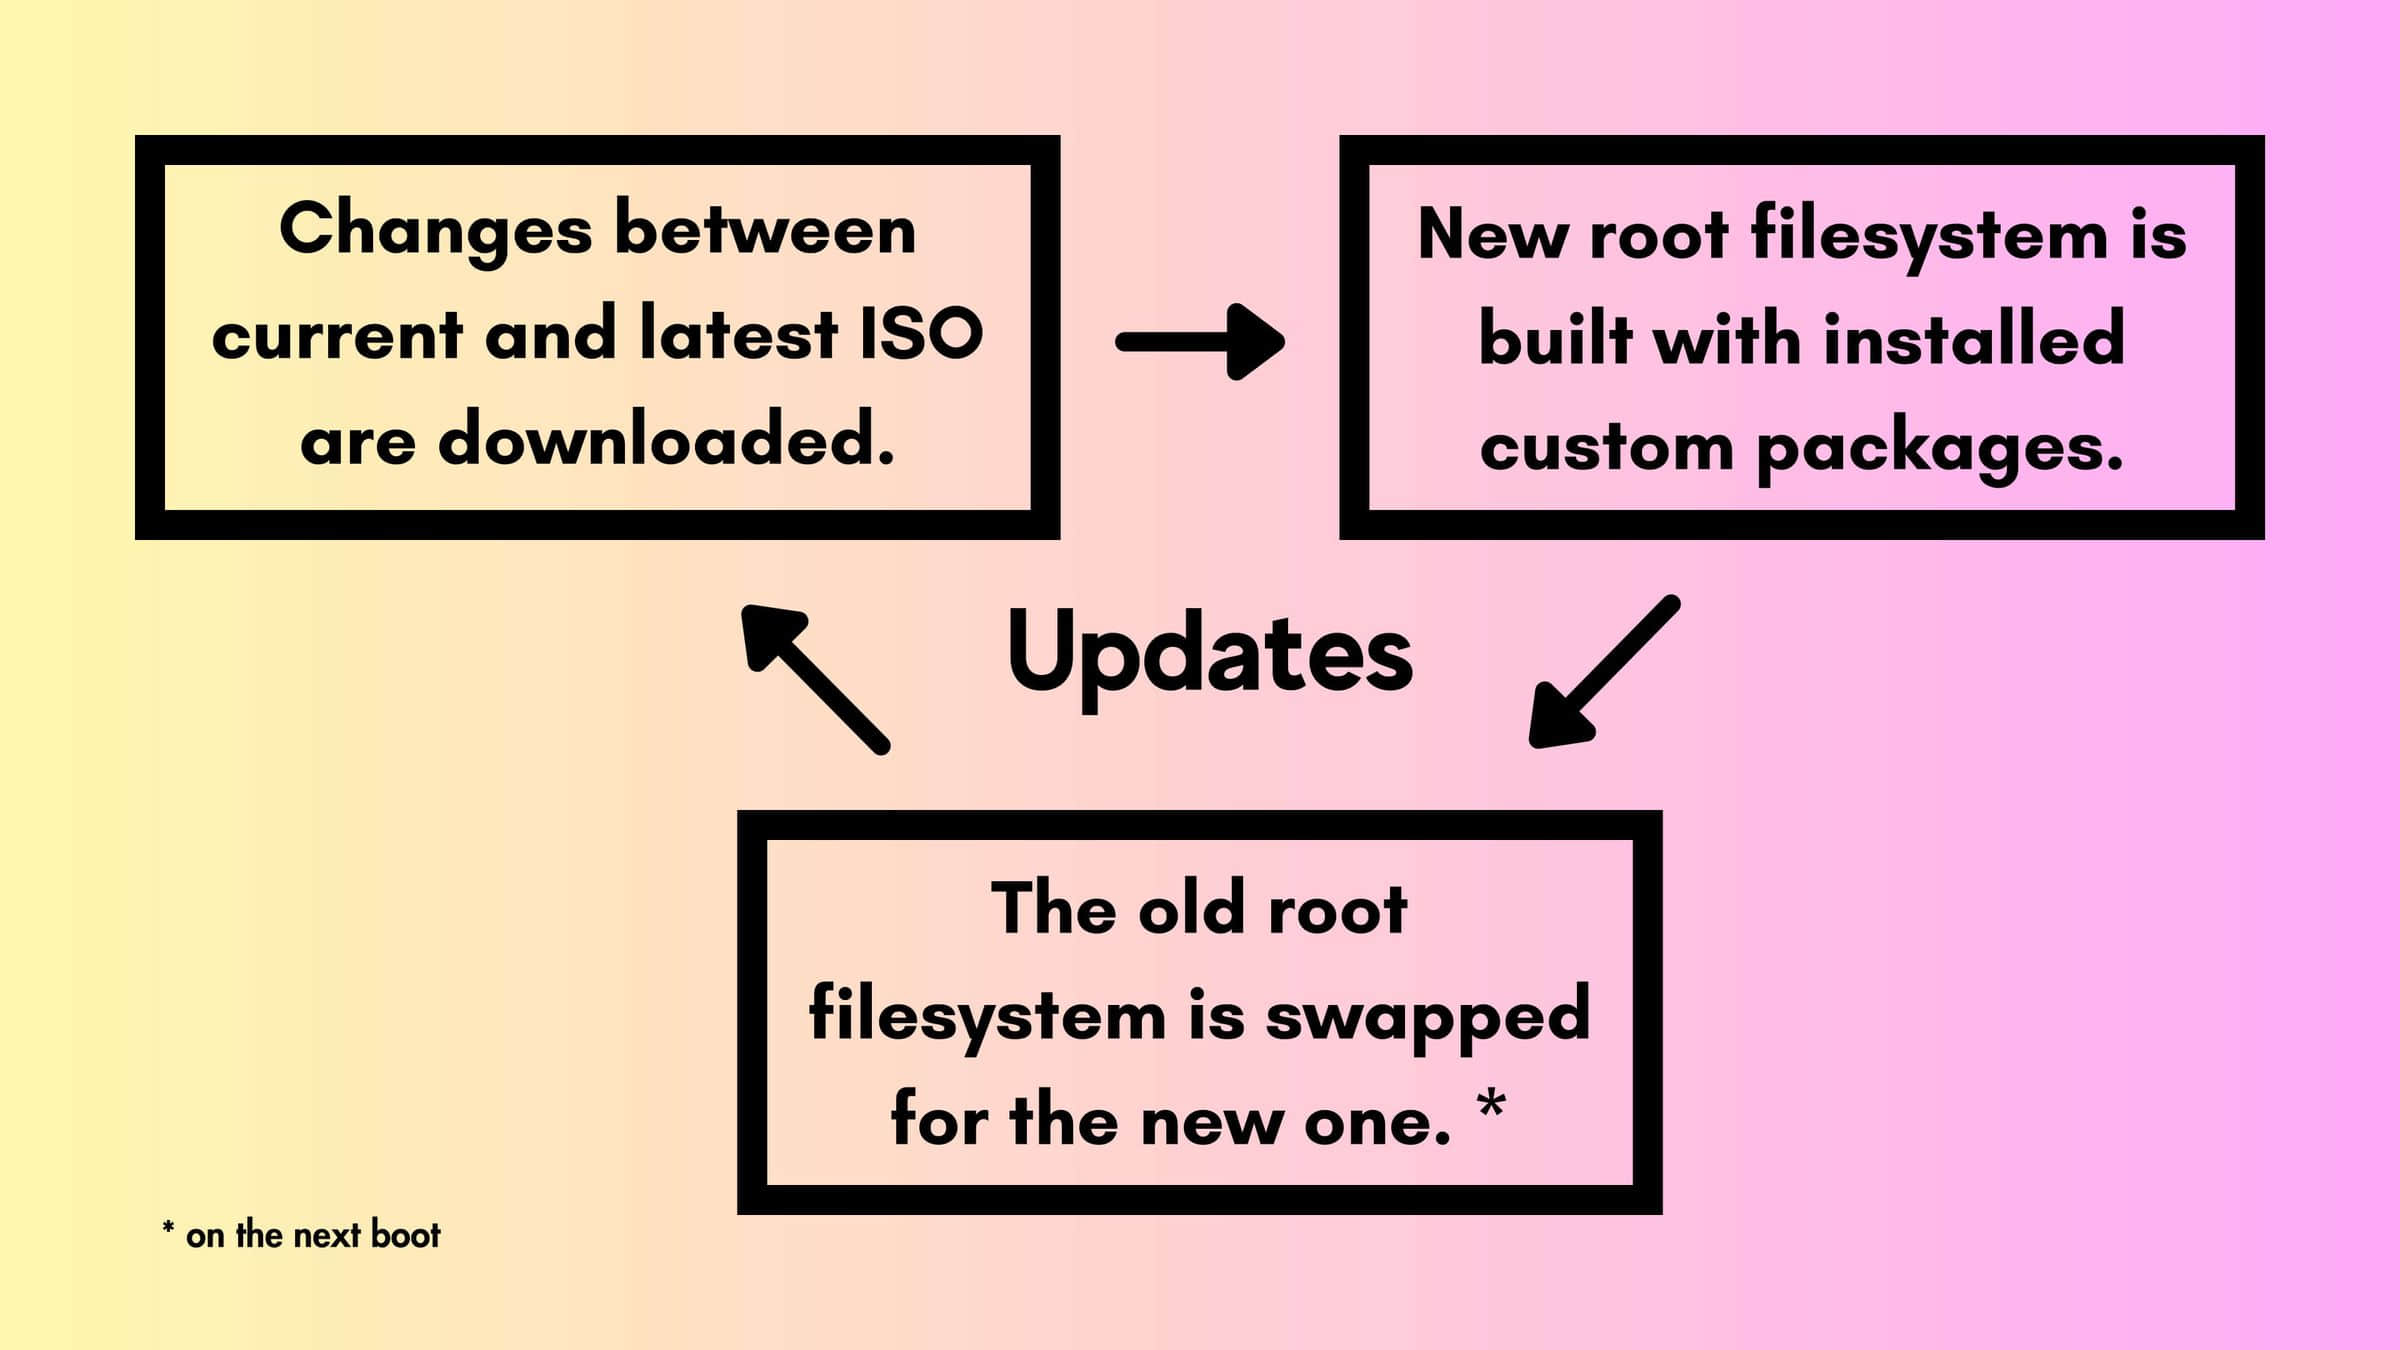 Changes between
current and latest ISO
are downloaded.
New root filesystem is
built with installed
custom packages.
Updates
The old root
filesystem is swapped
for the new one. *
* on the next boot